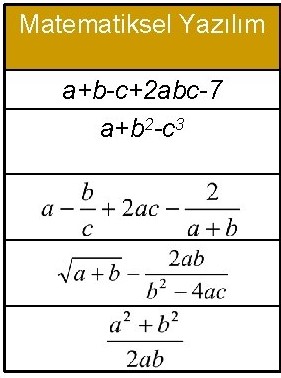 Matematiksel Yazılım
a+b-c+2abc-7
a+b²-c³
a − b/c + 2ac − 2/(a + b)
√(a + b) − 2ab/(b² − 4ac)
(a² + b²)/(2ab)